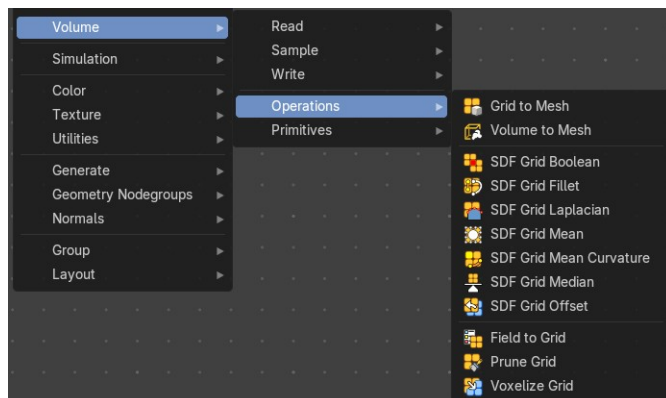 Volume
Simulation
Color
Texture
Utilities
Generate
Geometry Nodegroups
Normals
Group
Layout
Read
Sample
Write
Operations
Primitives
Grid to Mesh
Volume to Mesh
SDF Grid Boolean
SDF Grid Fillet
SDF Grid Laplacian
SDF Grid Mean
SDF Grid Mean Curvature
SDF Grid Median
SDF Grid Offset
Field to Grid
Prune Grid
Voxelize Grid